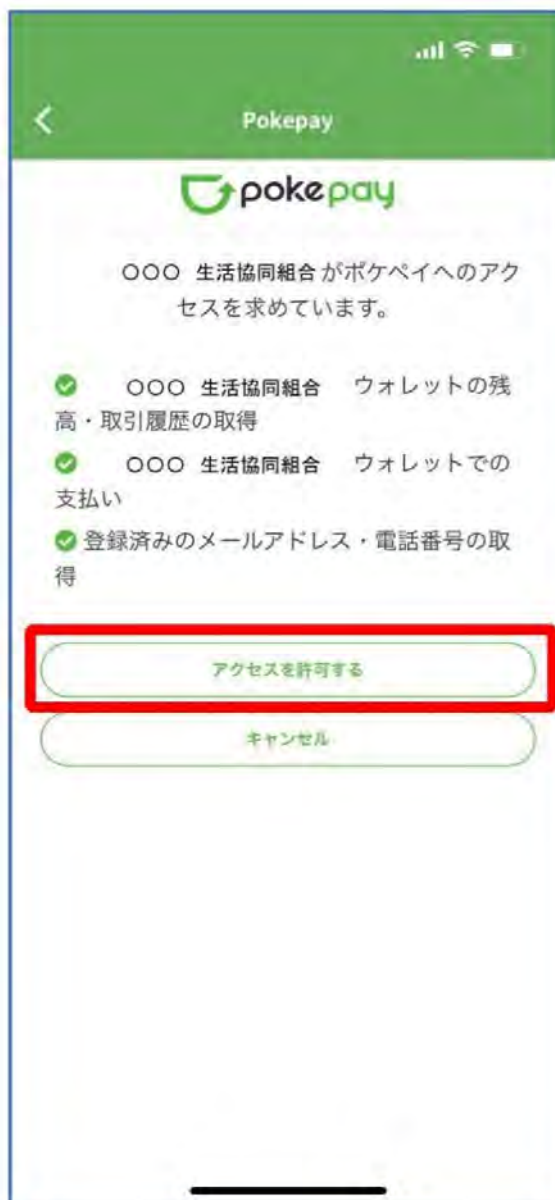 Pokepay
pokepay
〇〇〇 生活協同組合がポケペイへのアク
セスを求めています。
〇〇〇 生活協同組合 ウォレットの残
高・取引履歴の取得
〇〇〇 生活協同組合 ウォレットでの
支払い
登録済みのメールアドレス・電話番号の取
得
アクセスを許可する
キャンセル